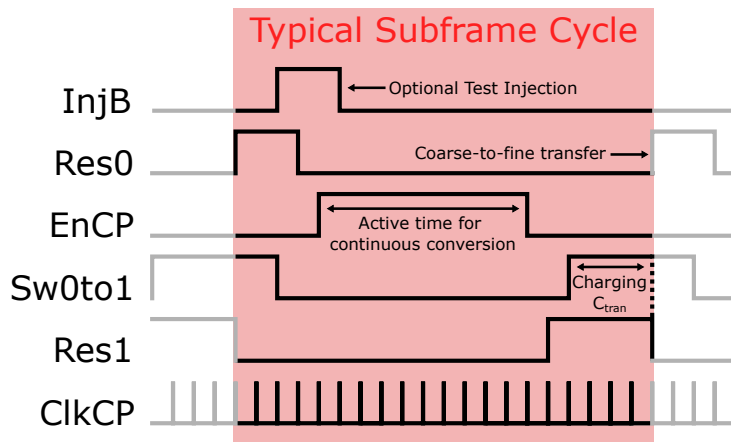 Typical Subframe Cycle
InjB
Optional Test Injection
Res0
Coarse-to-fine transfer
EnCP
Active time for
continuous conversion
Sw0to1
Charging
C_tran
Res1
ClkCP